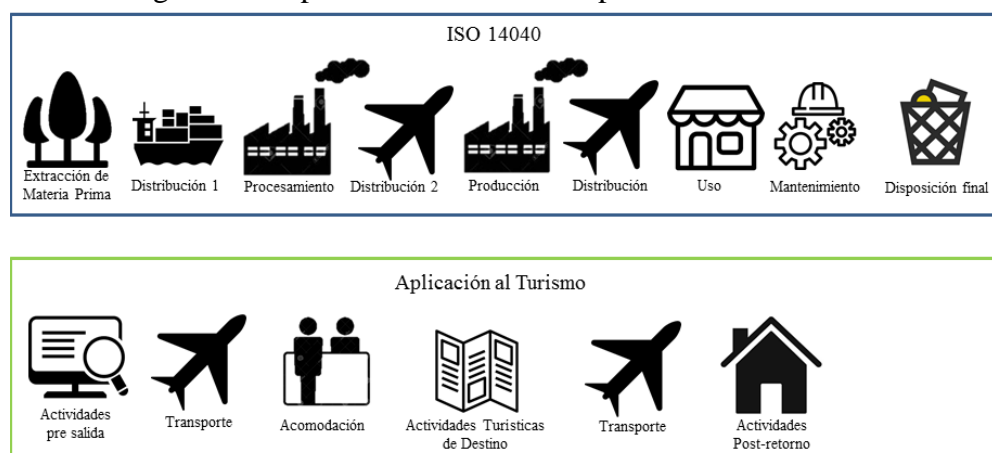 ISO 14040
Extracción de
Materia Prima
Distribución 1
Procesamiento
Distribución 2
Producción
Distribución
Uso
Mantenimiento
Disposición final
Aplicación al Turismo
Actividades
pre salida
Transporte
Acomodación
Actividades Turisticas
de Destino
Transporte
Actividades
Post-retorno